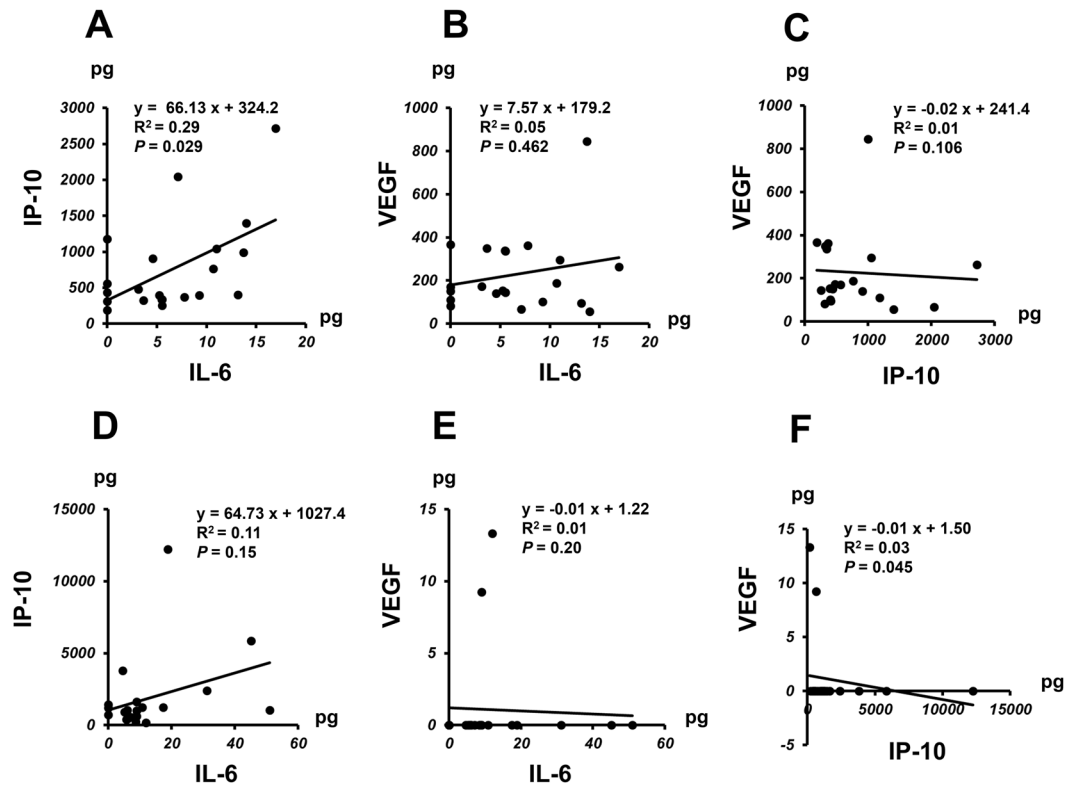 A
pg
y = 66.13 x + 324.2
R² = 0.29
P = 0.029
IP-10
3000
2500
2000
1500
1000
500
0
0 5 10 15 20
pg
IL-6
B
pg
y = 7.57 x + 179.2
R² = 0.05
P = 0.462
VEGF
1000
800
600
400
200
0
0 5 10 15 20
pg
IL-6
C
pg
y = -0.02 x + 241.4
R² = 0.01
P = 0.106
VEGF
1000
800
600
400
200
0
0 1000 2000 3000
pg
IP-10
D
pg
y = 64.73 x + 1027.4
R² = 0.11
P = 0.15
IP-10
15000
10000
5000
0
0 20 40 60
pg
IL-6
E
pg
y = -0.01 x + 1.22
R² = 0.01
P = 0.20
VEGF
15
10
5
0
0 20 40 60
pg
IL-6
F
pg
y = -0.01 x + 1.50
R² = 0.03
P = 0.045
VEGF
15
10
5
0
-5
0 5000 10000 15000
pg
IP-10